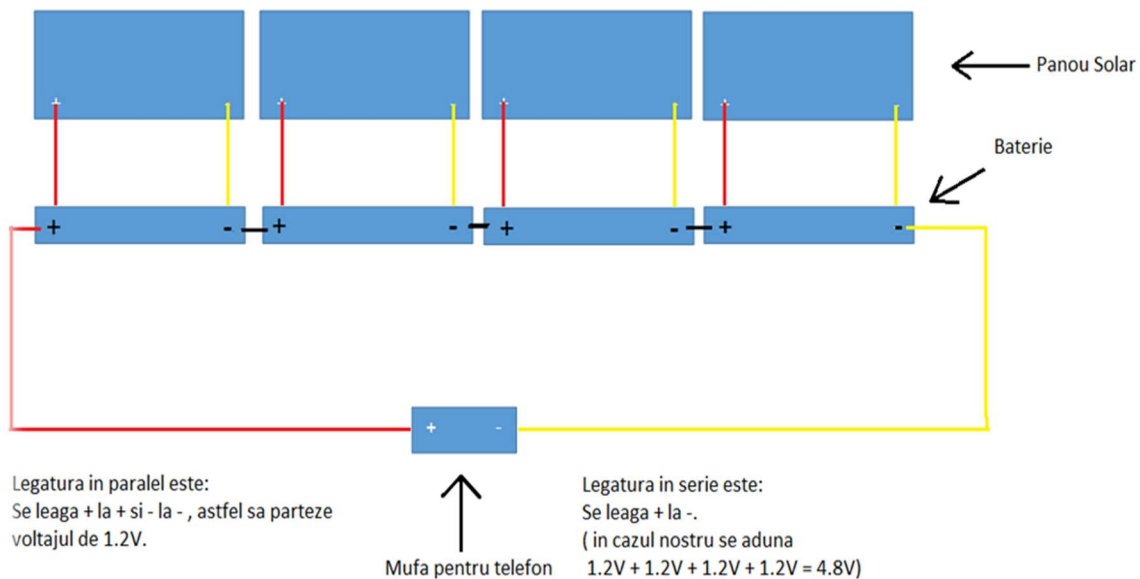 + - + - + - + -
Panou Solar
Baterie
+ - + - + - + -
+ -
Legatura in paralel este:
Se leaga + la + si - la - , astfel sa parteze
voltajul de 1.2V.
Legatura in serie este:
Se leaga + la -.
( in cazul nostru se aduna
1.2V + 1.2V + 1.2V + 1.2V = 4.8V)
Mufa pentru telefon